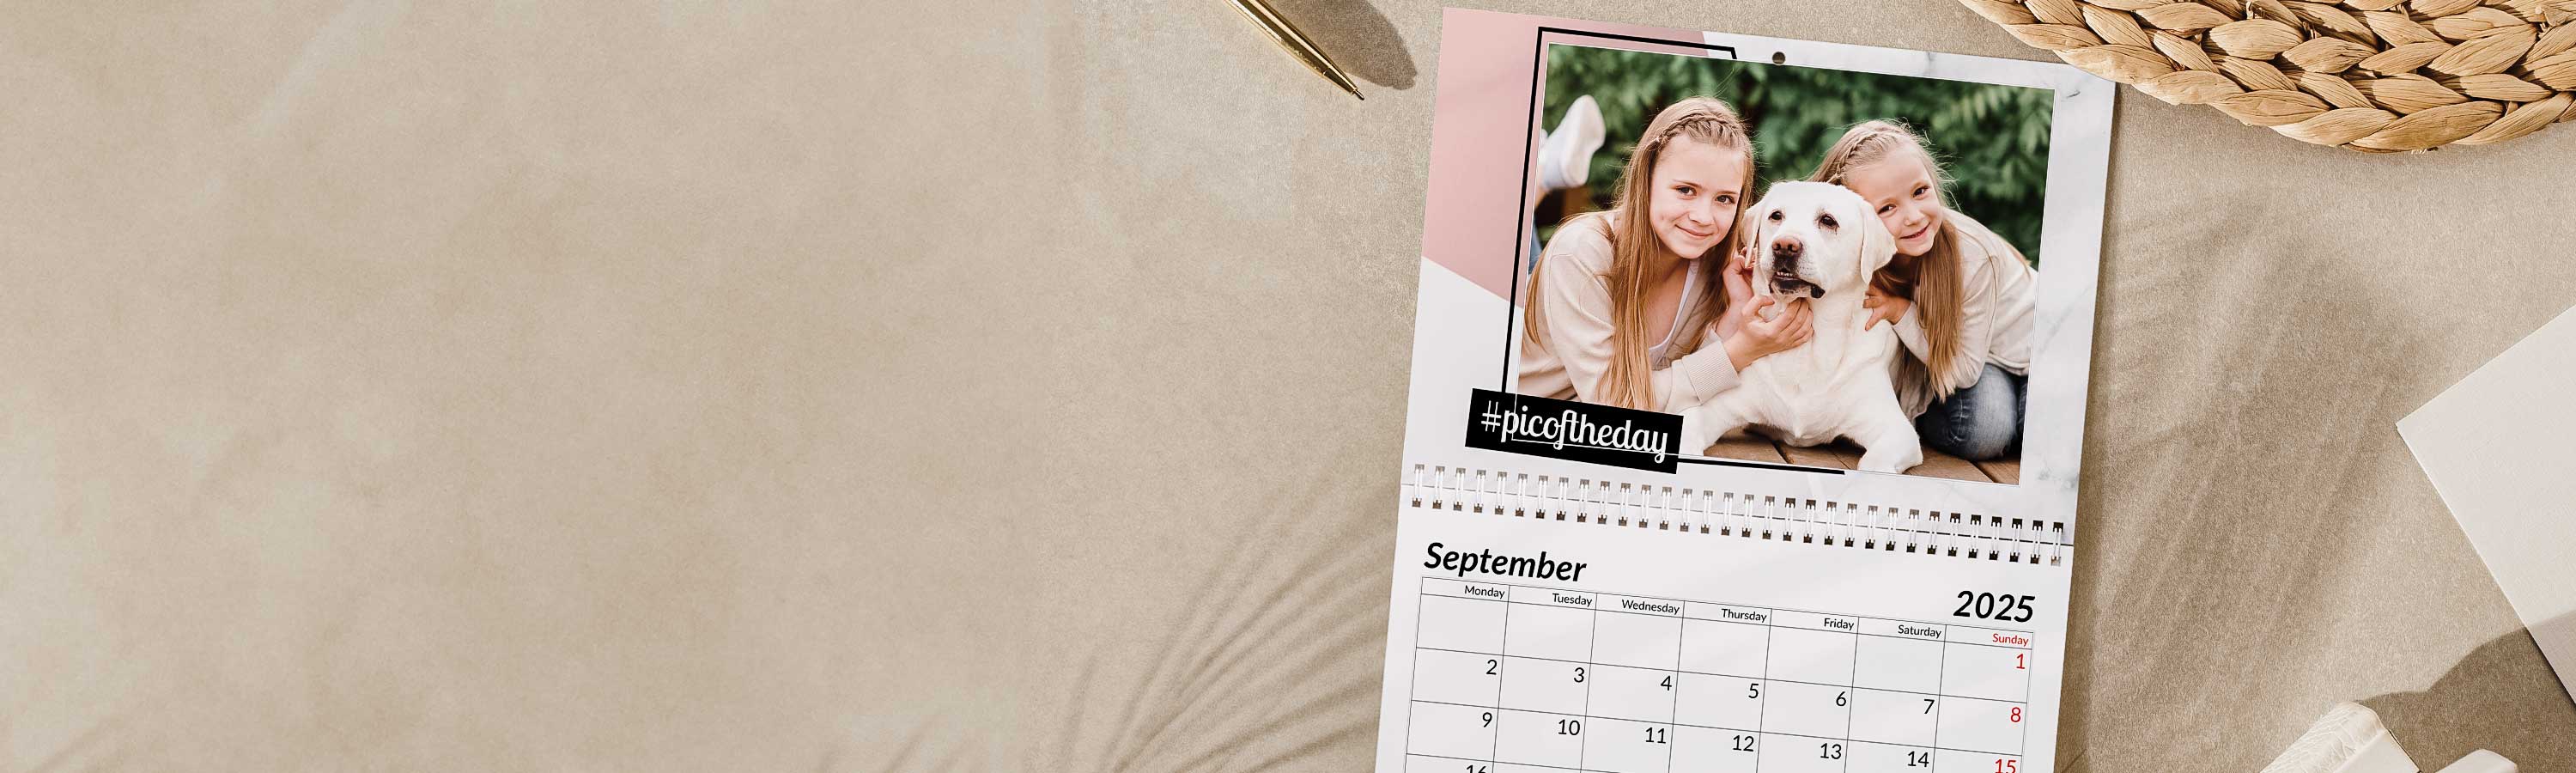 #picoftheday
September
2025
Monday Tuesday Wednesday Thursday Friday Saturday Sunday
1
2 3 4 5 6 7 8
9 10 11 12 13 14 15
16